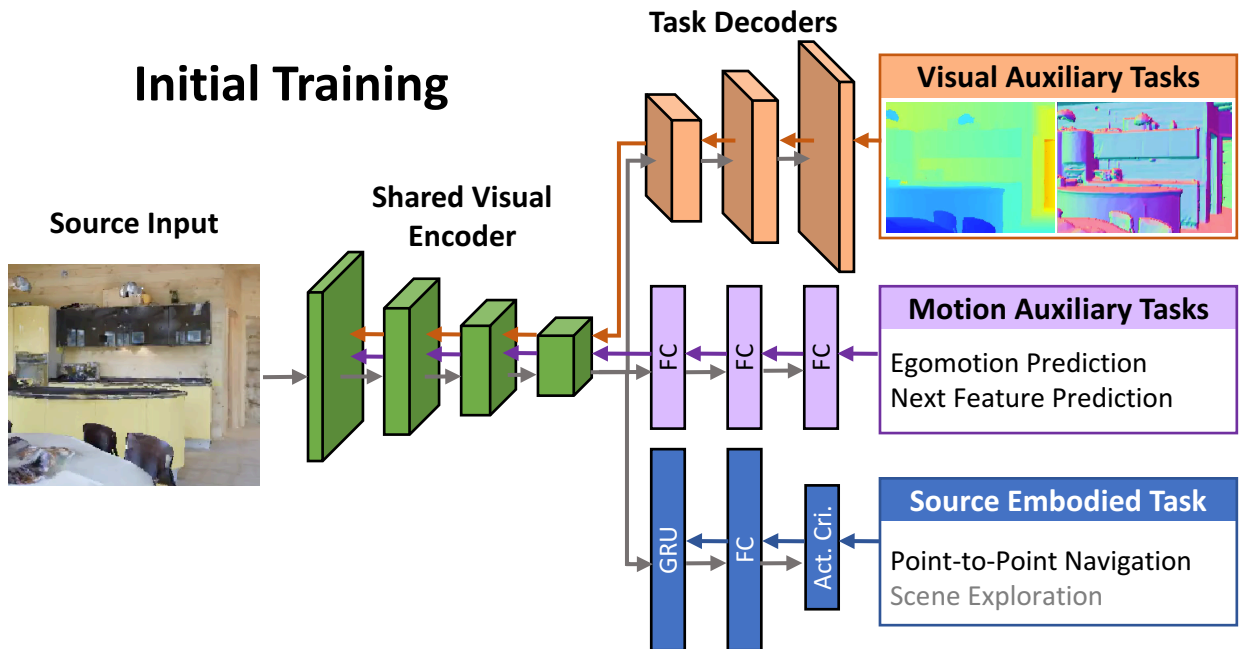 Initial Training
Task Decoders
Visual Auxiliary Tasks
Source Input
Shared Visual
Encoder
FC
FC
FC
Motion Auxiliary Tasks
Egomotion Prediction
Next Feature Prediction
GRU
FC
Act. Cri.
Source Embodied Task
Point-to-Point Navigation
Scene Exploration